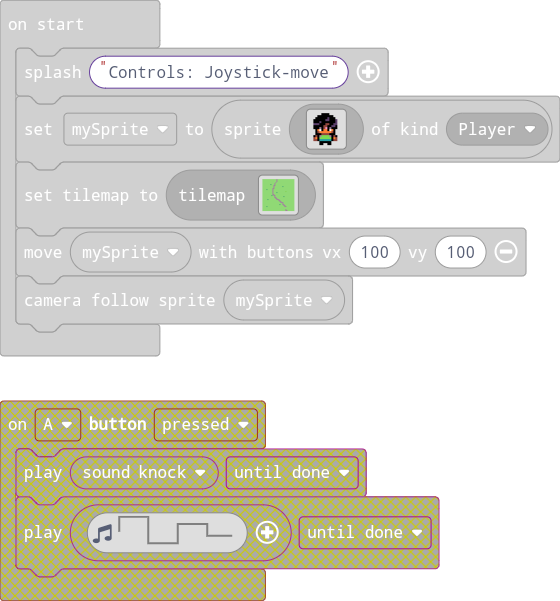 on start
splash "Controls: Joystick-move"
set mySprite to sprite of kind Player
set tilemap to tilemap
move mySprite with buttons vx 100 vy 100
camera follow sprite mySprite
on A button pressed
play sound knock until done
play until done